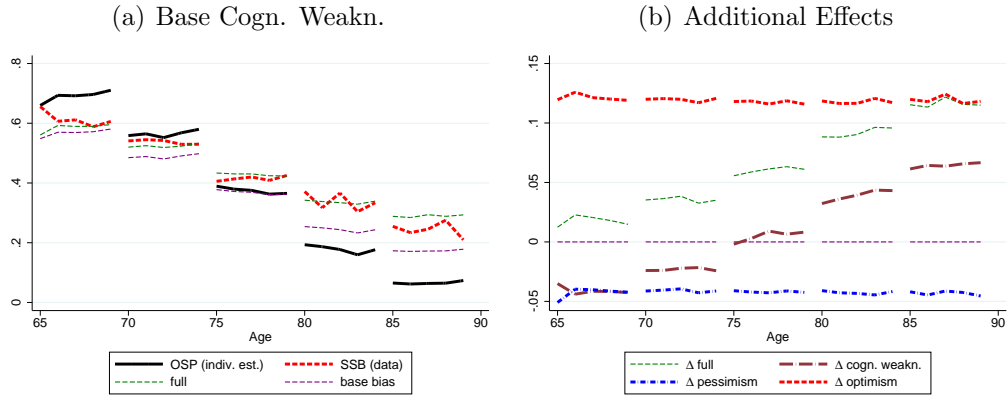 (a) Base Cogn. Weakn.
.8
.6
.4
.2
0
65 70 75 80 85 90
Age
OSP (indiv. est.) SSB (data)
full base bias
(b) Additional Effects
.15
.1
.05
0
-.05
65 70 75 80 85 90
Age
Δ full Δ cogn. weakn.
Δ pessimism Δ optimism